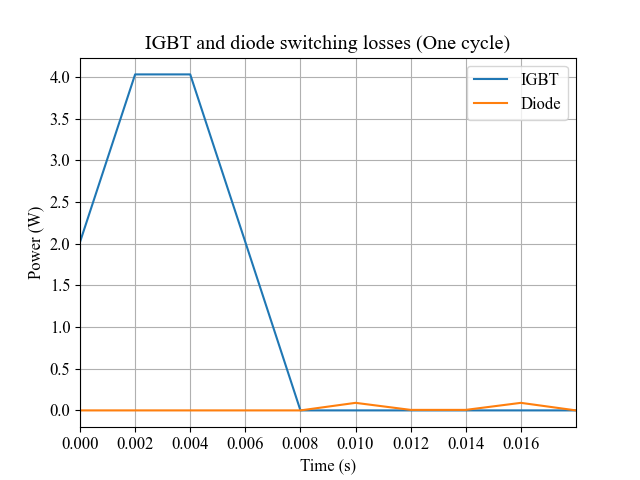 IGBT and diode switching losses (One cycle)
IGBT
Diode
Power (W)
4.0
3.5
3.0
2.5
2.0
1.5
1.0
0.5
0.0
0.000 0.002 0.004 0.006 0.008 0.010 0.012 0.014 0.016
Time (s)